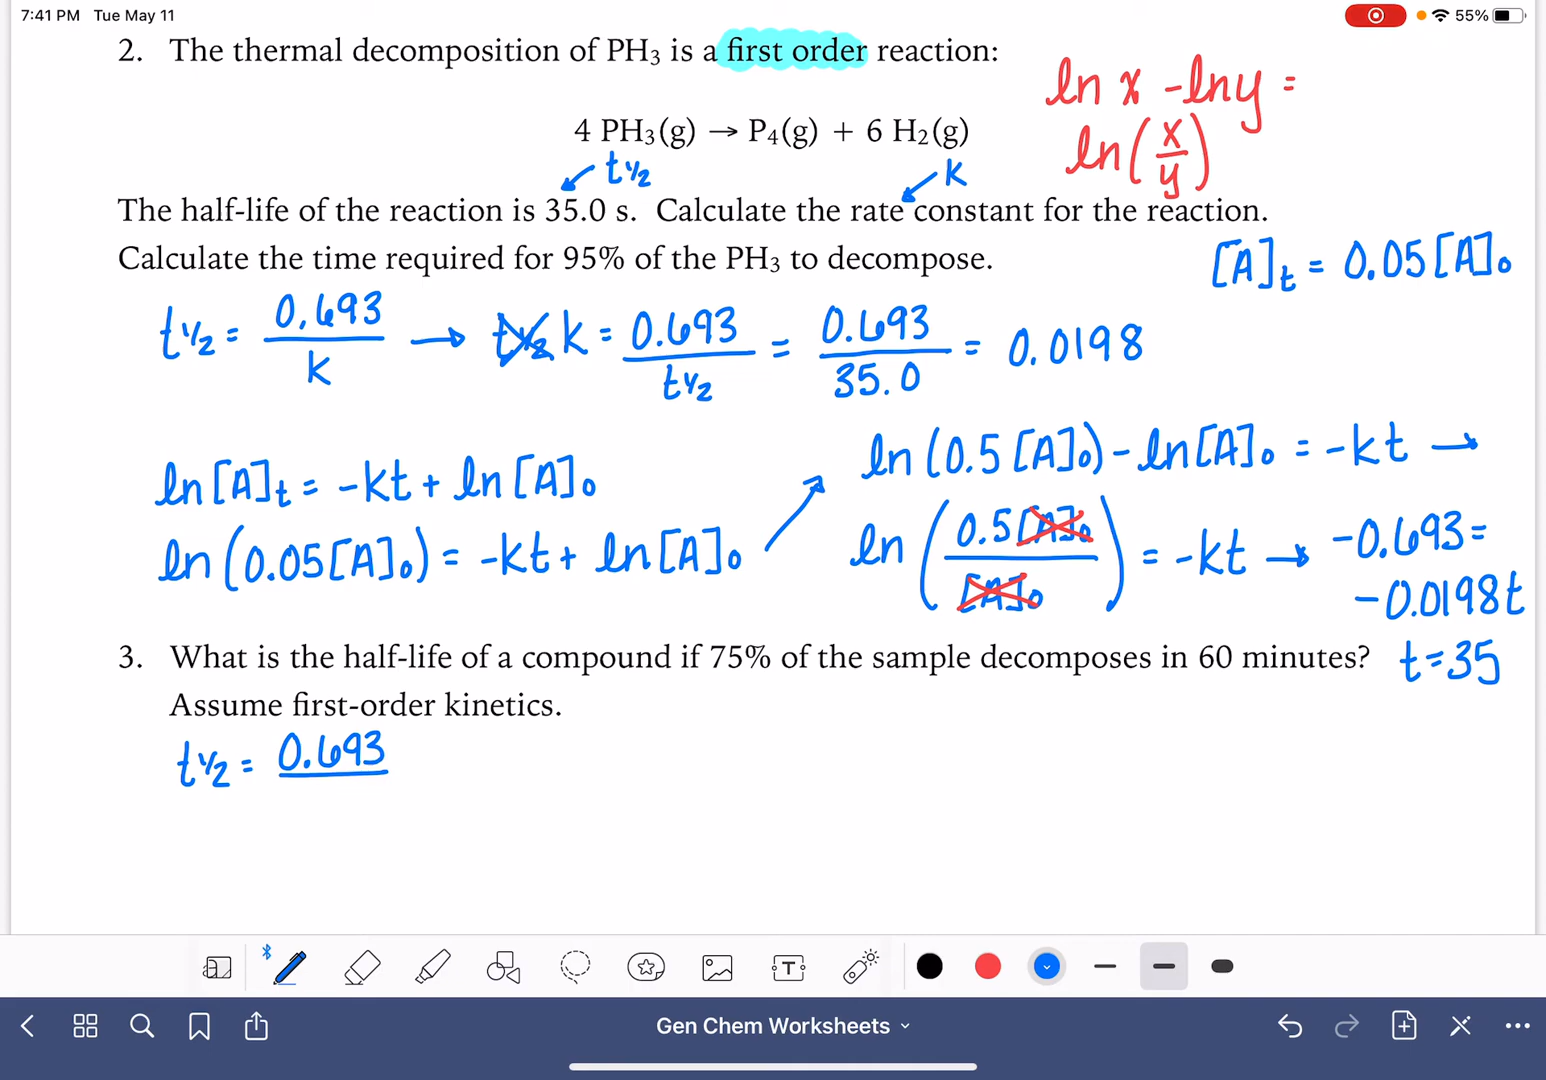 7:41 PM Tue May 11
55%
2. The thermal decomposition of PH₃ is a first order reaction:
ln x - ln y =
ln(x/y)
4 PH₃(g) → P₄(g) + 6 H₂(g)
t½
k
The half-life of the reaction is 35.0 s. Calculate the rate constant for the reaction.
Calculate the time required for 95% of the PH₃ to decompose.
[A]t = 0.05[A]₀
t½ = 0.693/k → t½ k = 0.693/t½ = 0.693/35.0 = 0.0198
ln[A]t = -kt + ln[A]₀
ln(0.05[A]₀) = -kt + ln[A]₀
ln(0.5[A]₀) - ln[A]₀ = -kt →
ln(0.5[A]₀/[A]₀) = -kt → -0.693 =
-0.0198t
t=35
3. What is the half-life of a compound if 75% of the sample decomposes in 60 minutes?
Assume first-order kinetics.
t½ = 0.693
Gen Chem Worksheets